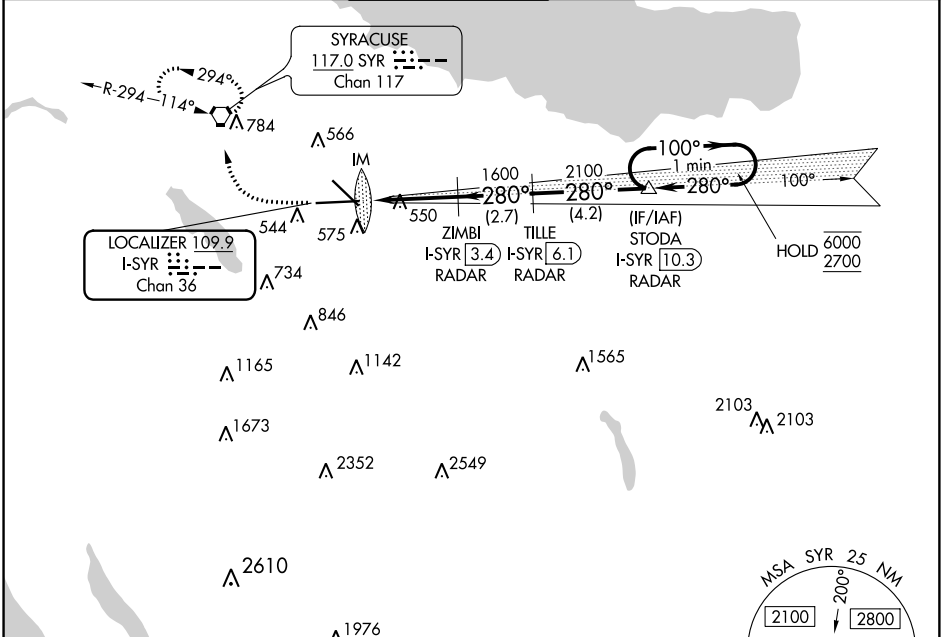 SYRACUSE
117.0 SYR
Chan 117
294°
R-294
114°
784
566
IM
1600
2100
100°
1 min
280°
280°
280°
100°
(2.7)
(4.2)
550
544
575
ZIMBI
I-SYR 3.4
RADAR
TILLE
I-SYR 6.1
RADAR
(IF/IAF)
STODA
I-SYR 10.3
RADAR
HOLD 6000
2700
LOCALIZER 109.9
I-SYR
Chan 36
734
846
1165
1142
1565
1673
2103
2103
2352
2549
2610
1976
MSA SYR 25 NM
200°
2100
2800